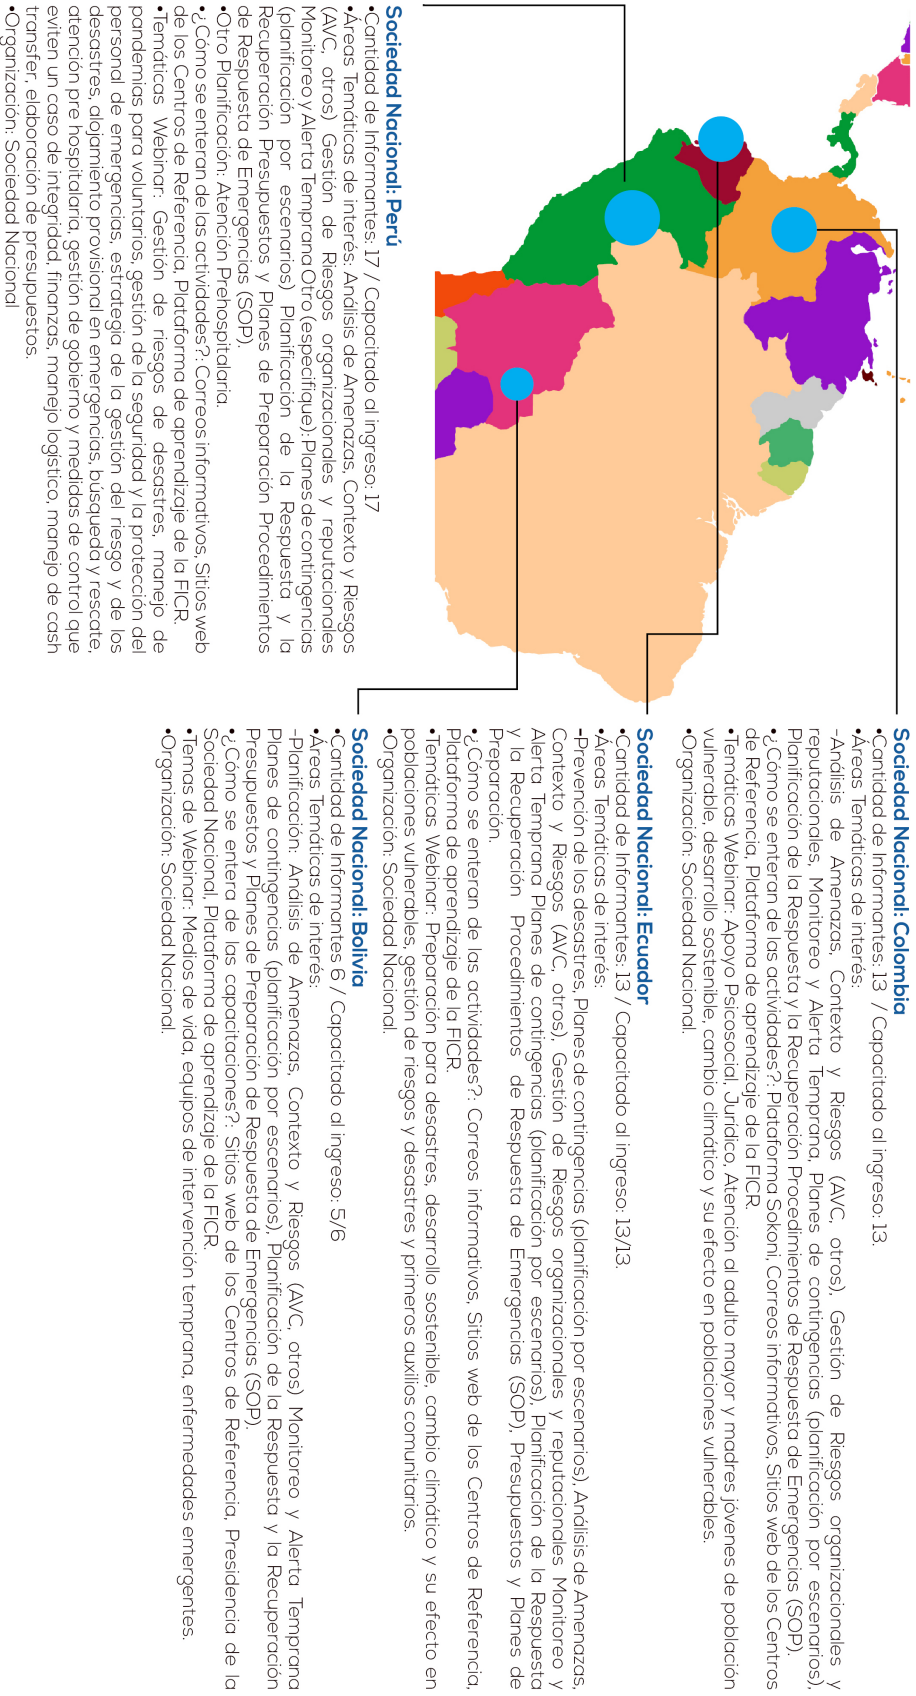 Sociedad Nacional: Colombia
•Cantidad de Informantes: 13 / Capacitado al ingreso: 13.
•Áreas Temáticas de interés:
-Análisis de Amenazas, Contexto y Riesgos (AVC, otros), Gestión de Riesgos organizacionales y
reputacionales, Monitoreo y Alerta Temprana, Planes de contingencias (planificación por escenarios),
Planificación de la Respuesta y la Recuperación Procedimientos de Respuesta de Emergencias (SOP).
•¿Cómo se enteran de las actividades?: Plataforma Sokoni, Correos informativos, Sitios web de los Centros
de Referencia, Plataforma de aprendizaje de la FICR.
•Temáticas Webinar: Apoyo Psicosocial, Jurídico, Atención al adulto mayor y madres jóvenes de población
vulnerable, desarrollo sostenible, cambio climático y su efecto en poblaciones vulnerables.
•Organización: Sociedad Nacional.
Sociedad Nacional: Ecuador
•Cantidad de Informantes: 13 / Capacitado al ingreso: 13/13.
•Áreas Temáticas de interés:
-Prevención de los desastres, Planes de contingencias (planificación por escenarios), Análisis de Amenazas,
Contexto y Riesgos (AVC, otros), Gestión de Riesgos organizacionales y reputacionales Monitoreo y
Alerta Temprana Planes de contingencias (planificación por escenarios), Planificación de la Respuesta
y la Recuperación Procedimientos de Respuesta de Emergencias (SOP), Presupuestos y Planes de
Preparación.
•¿Cómo se enteran de las actividades?: Correos informativos, Sitios web de los Centros de Referencia,
Plataforma de aprendizaje de la FICR.
•Temáticas Webinar: Preparación para desastres, desarrollo sostenible, cambio climático y su efecto en
poblaciones vulnerables, gestión de riesgos y desastres y primeros auxilios comunitarios.
•Organización: Sociedad Nacional.
Sociedad Nacional: Perú
•Cantidad de Informantes: 17 / Capacitado al ingreso: 17
•Áreas Temáticas de interés: Análisis de Amenazas, Contexto y Riesgos
(AVC, otros) Gestión de Riesgos organizacionales y reputacionales
Monitoreo y Alerta Temprana Otro (especifique): Planes de contingencias
(planificación por escenarios) Planificación de la Respuesta y la
Recuperación Presupuestos y Planes de Preparación Procedimientos
de Respuesta de Emergencias (SOP).
•Otro Planificación: Atención Prehospitalaria.
•¿Cómo se enteran de las actividades?: Correos informativos, Sitios web
de los Centros de Referencia, Plataforma de aprendizaje de la FICR.
•Temáticas Webinar: Gestión de riesgos de desastres, manejo de
pandemias para voluntarios, gestión de la seguridad y la protección del
personal de emergencias, estrategia de la gestión del riesgo y de los
desastres, alojamiento provisional en emergencias, búsqueda y rescate,
atención pre hospitalaria, gestión de gobierno y medidas de control que
eviten un caso de integridad, finanzas, manejo logístico, manejo de cash
transfer, elaboración de presupuestos.
•Organización: Sociedad Nacional
Sociedad Nacional: Bolivia
•Cantidad de Informantes 6 / Capacitado al ingreso: 5/6
•Áreas Temáticas de interés:
-Planificación: Análisis de Amenazas, Contexto y Riesgos (AVC, otros) Monitoreo y Alerta Temprana
Planes de contingencias (planificación por escenarios), Planificación de la Respuesta y la Recuperación
Presupuestos y Planes de Preparación de Respuesta de Emergencias (SOP).
•¿Cómo se entera de las capacitaciones?: Sitios web de los Centros de Referencia, Presidencia de la
Sociedad Nacional, Plataforma de aprendizaje de la FICR.
•Temas de Webinar: Medios de vida, equipos de intervención temprana, enfermedades emergentes.
•Organización: Sociedad Nacional.